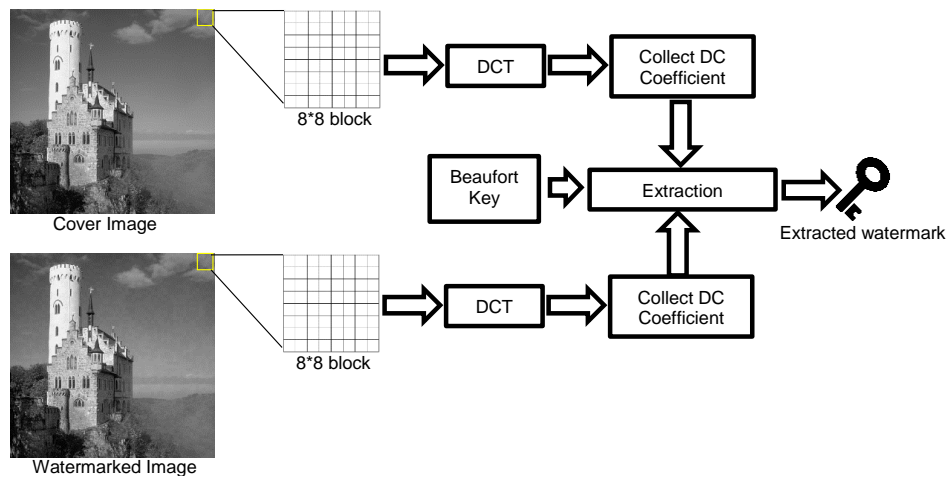 8*8 block
DCT
Collect DC
Coefficient
Cover Image
Beaufort
Key
Extraction
Extracted watermark
8*8 block
DCT
Collect DC
Coefficient
Watermarked Image